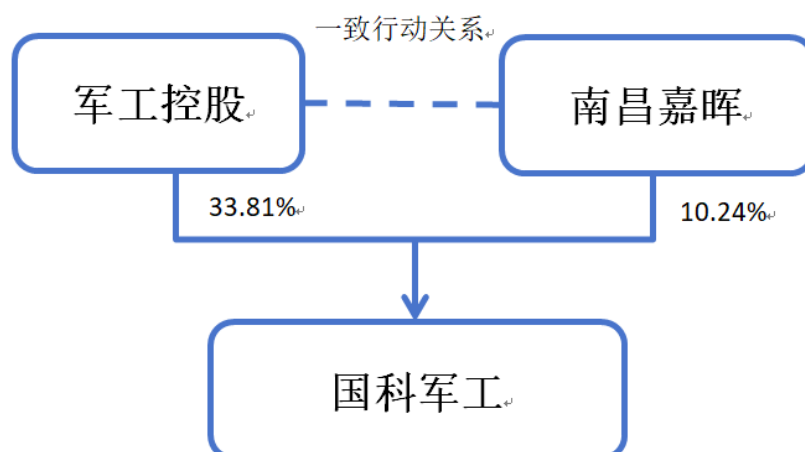 一致行动关系
军工控股
南昌嘉晖
33.81%
10.24%
国科军工